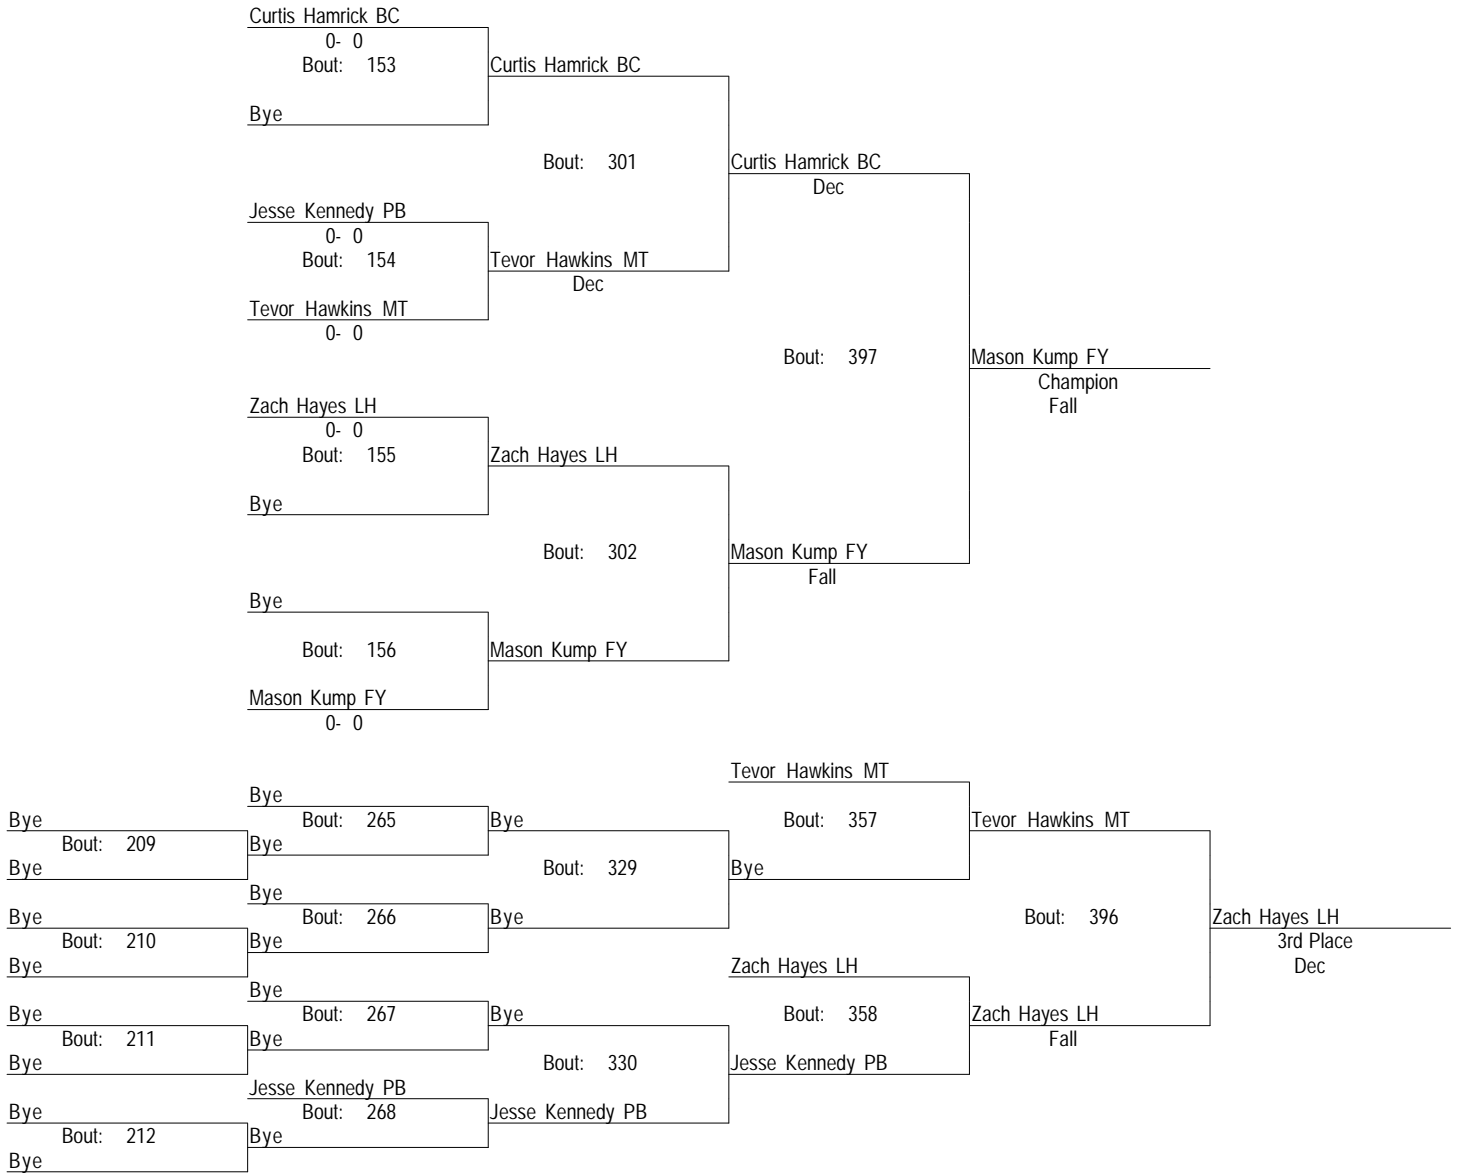 Curtis Hamrick BC
0- 0
Bout: 153
Curtis Hamrick BC
Bye
Bout: 301
Curtis Hamrick BC
Dec
Jesse Kennedy PB
0- 0
Bout: 154
Tevor Hawkins MT
Dec
Tevor Hawkins MT
0- 0
Bout: 397
Mason Kump FY
Champion
Fall
Zach Hayes LH
0- 0
Bout: 155
Zach Hayes LH
Bye
Bout: 302
Mason Kump FY
Fall
Bye
Bout: 156
Mason Kump FY
Mason Kump FY
0- 0
Tevor Hawkins MT
Bye
Bye
Bout: 265
Bye
Bout: 357
Tevor Hawkins MT
Bout: 209
Bye
Bye
Bout: 329
Bye
Bye
Bye
Bout: 266
Bye
Bout: 396
Zach Hayes LH
Bout: 210
Bye
3rd Place
Bye
Zach Hayes LH
Dec
Bye
Bye
Bout: 267
Bye
Bout: 358
Zach Hayes LH
Bout: 211
Bye
Fall
Bye
Bout: 330
Jesse Kennedy PB
Jesse Kennedy PB
Bye
Bout: 268
Jesse Kennedy PB
Bout: 212
Bye
Bye